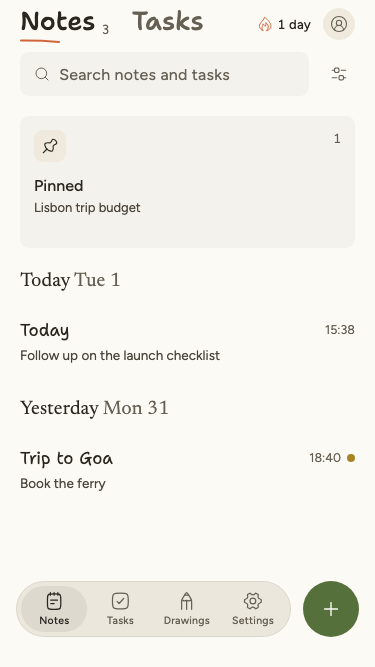 Notes 3 Tasks 1 day
Search notes and tasks
1
Pinned
Lisbon trip budget
Today Tue 1
Today 15:38
Follow up on the launch checklist
Yesterday Mon 31
Trip to Goa 18:40
Book the ferry
Notes Tasks Drawings Settings